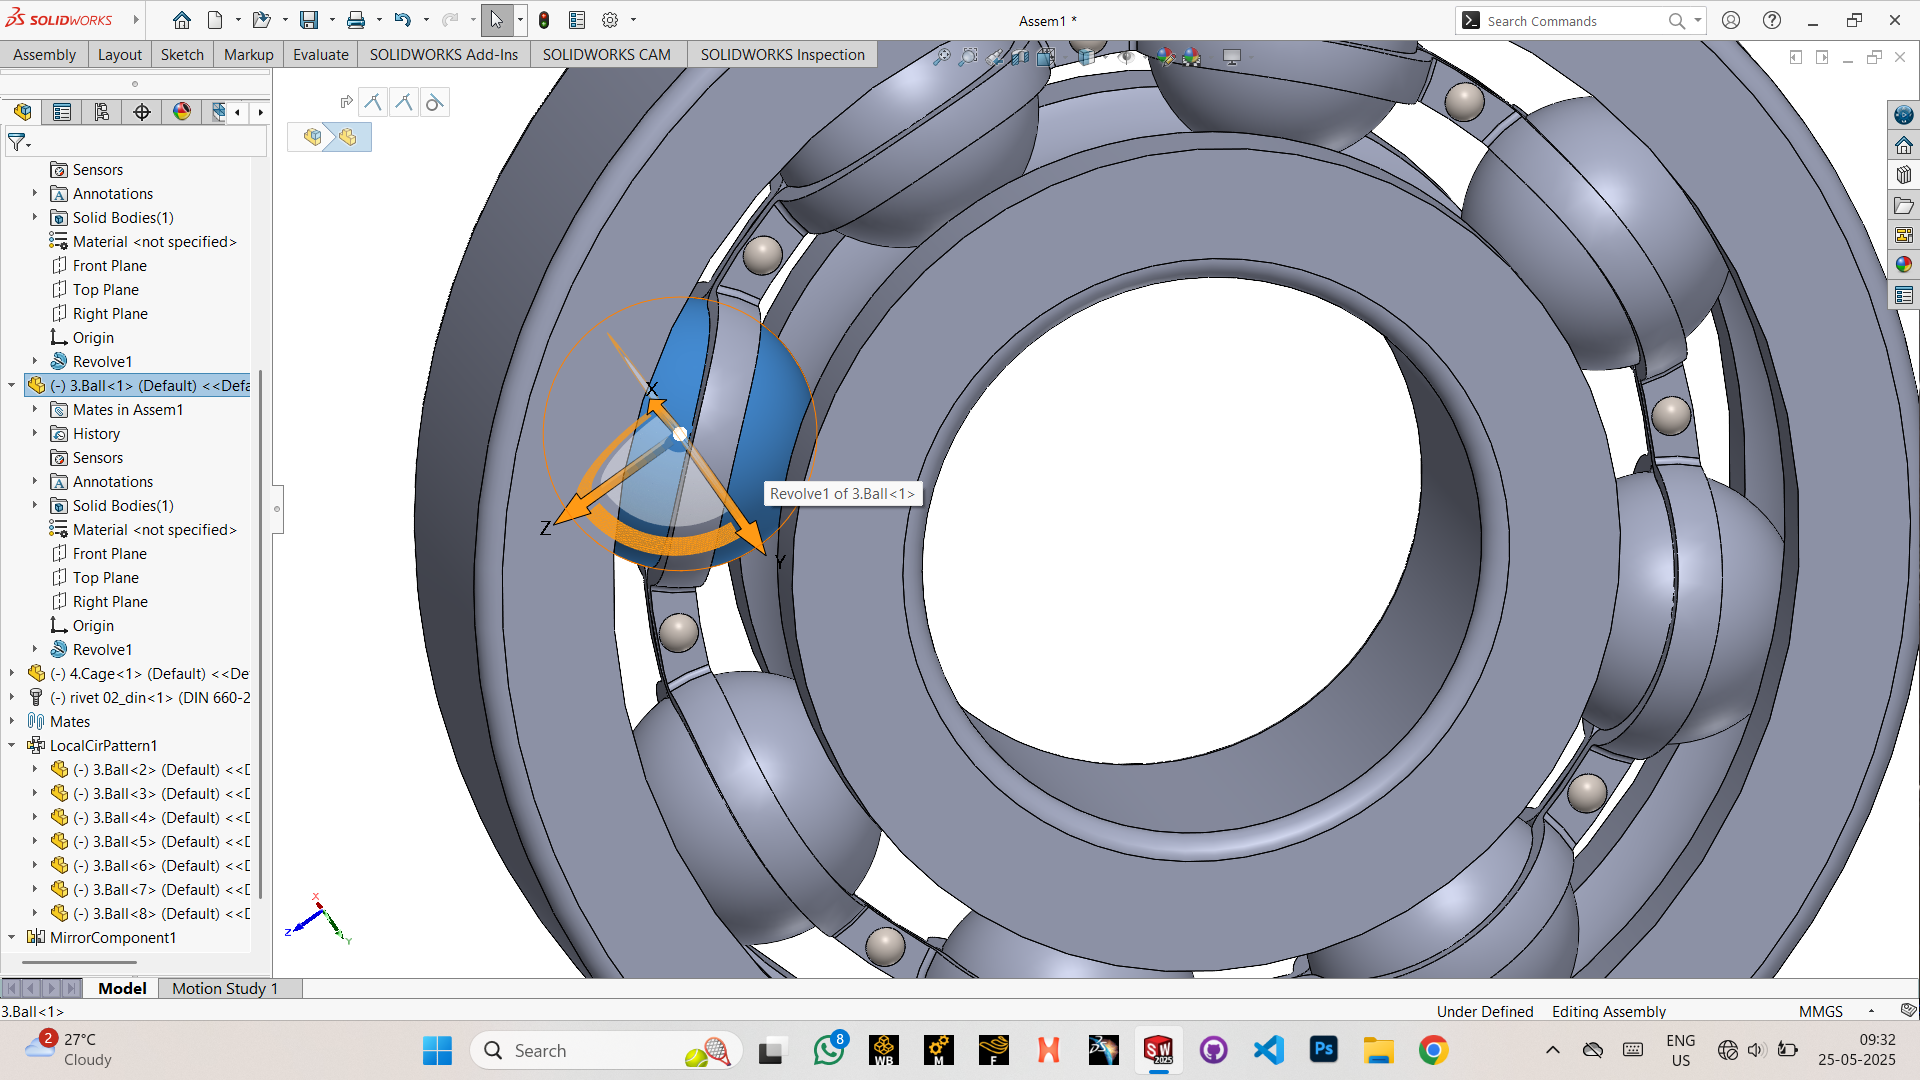 SOLIDWORKS
Assem1 *
Search Commands
Assembly
Layout
Sketch
Markup
Evaluate
SOLIDWORKS Add-Ins
SOLIDWORKS CAM
SOLIDWORKS Inspection
Sensors
Annotations
Solid Bodies(1)
Material <not specified>
Front Plane
Top Plane
Right Plane
Origin
Revolve1
(-) 3.Ball<1> (Default) <<Defa
Mates in Assem1
History
Sensors
Annotations
Solid Bodies(1)
Material <not specified>
Front Plane
Top Plane
Right Plane
Origin
Revolve1
(-) 4.Cage<1> (Default) <<De
(-) rivet 02_din<1> (DIN 660-2
Mates
LocalCirPattern1
(-) 3.Ball<2> (Default) <<D
(-) 3.Ball<3> (Default) <<D
(-) 3.Ball<4> (Default) <<D
(-) 3.Ball<5> (Default) <<D
(-) 3.Ball<6> (Default) <<D
(-) 3.Ball<7> (Default) <<D
(-) 3.Ball<8> (Default) <<D
MirrorComponent1
X
Z
Y
Revolve1 of 3.Ball<1>
X
Z
Y
Model
Motion Study 1
3.Ball<1>
Under Defined
Editing Assembly
MMGS
2
27°C
Cloudy
Search
8
WB
M
F
SW
2025
Ps
ENG
US
09:32
25-05-2025